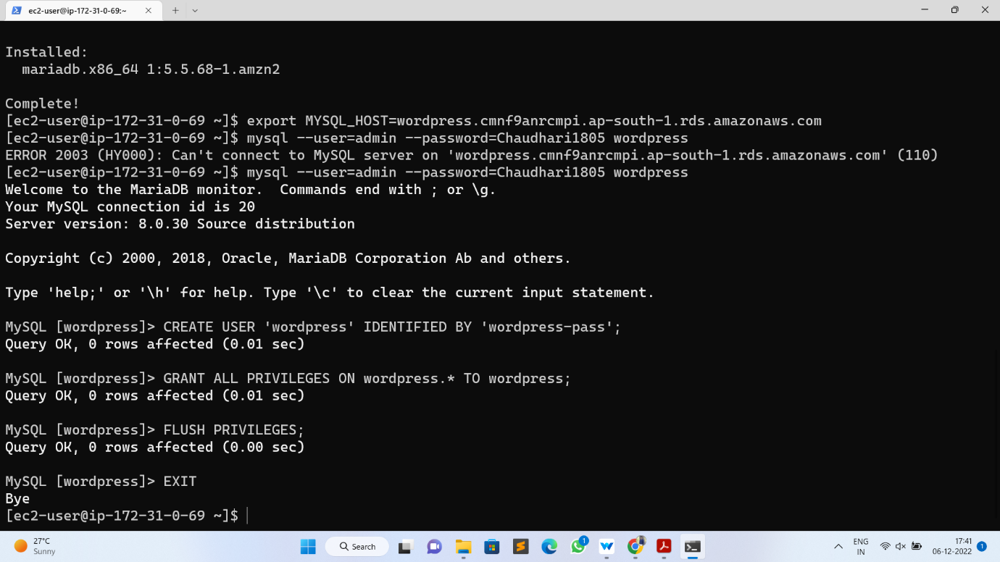 ec2-user@ip-172-31-0-69:~
Installed:
mariadb.x86_64 1:5.5.68-1.amzn2
Complete!
[ec2-user@ip-172-31-0-69 ~]$ export MYSQL_HOST=wordpress.cmnf9anrcmpi.ap-south-1.rds.amazonaws.com
[ec2-user@ip-172-31-0-69 ~]$ mysql --user=admin --password=Chaudhari1805 wordpress
ERROR 2003 (HY000): Can't connect to MySQL server on 'wordpress.cmnf9anrcmpi.ap-south-1.rds.amazonaws.com' (110)
[ec2-user@ip-172-31-0-69 ~]$ mysql --user=admin --password=Chaudhari1805 wordpress
Welcome to the MariaDB monitor.  Commands end with ; or \g.
Your MySQL connection id is 20
Server version: 8.0.30 Source distribution
Copyright (c) 2000, 2018, Oracle, MariaDB Corporation Ab and others.
Type 'help;' or '\h' for help. Type '\c' to clear the current input statement.
MySQL [wordpress]> CREATE USER 'wordpress' IDENTIFIED BY 'wordpress-pass';
Query OK, 0 rows affected (0.01 sec)
MySQL [wordpress]> GRANT ALL PRIVILEGES ON wordpress.* TO wordpress;
Query OK, 0 rows affected (0.01 sec)
MySQL [wordpress]> FLUSH PRIVILEGES;
Query OK, 0 rows affected (0.00 sec)
MySQL [wordpress]> EXIT
Bye
[ec2-user@ip-172-31-0-69 ~]$
27°C
Sunny
Search
1
ENG
IN
17:41
06-12-2022
1